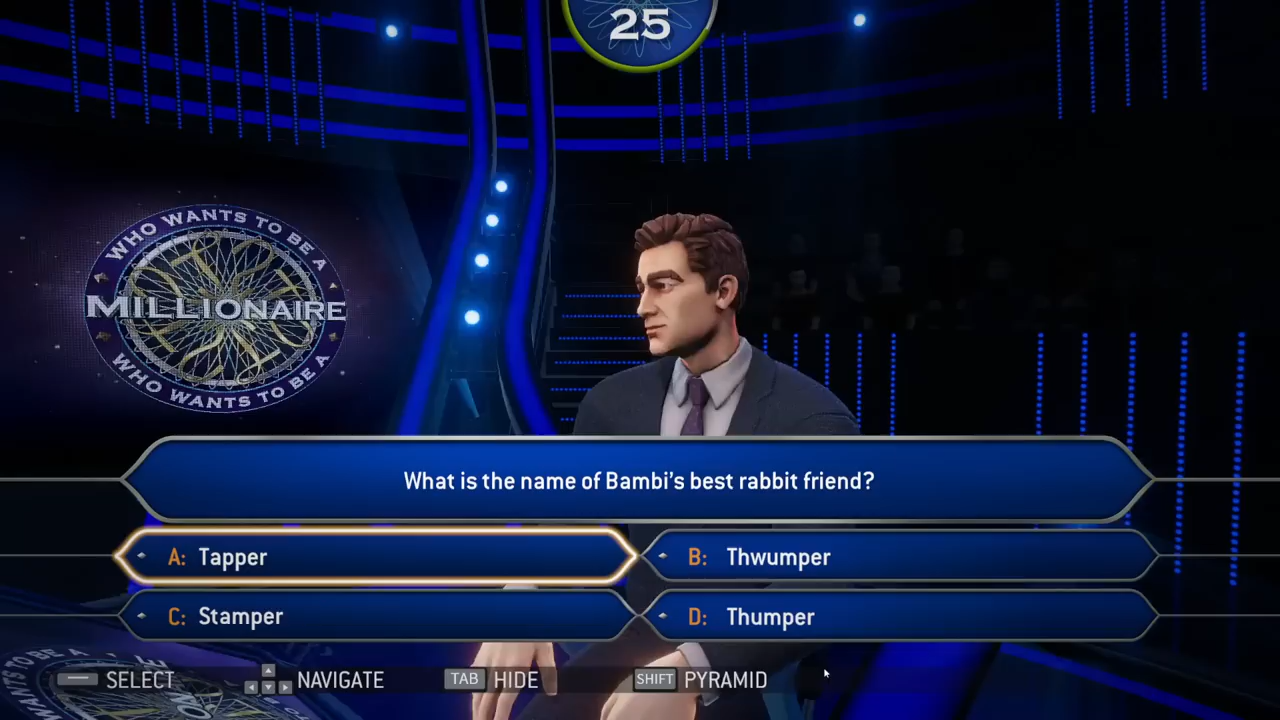 25
WHO WANTS TO BE A
MILLIONAIRE
WHO WANTS TO BE A
What is the name of Bambi's best rabbit friend?
A: Tapper
B: Thwumper
C: Stamper
D: Thumper
SELECT
NAVIGATE
TAB HIDE
SHIFT PYRAMID